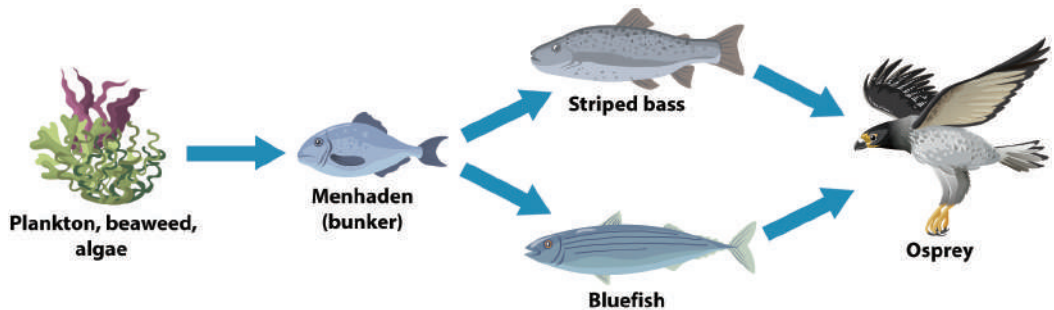 Plankton, beaweed,
algae
Menhaden
(bunker)
Striped bass
Bluefish
Osprey